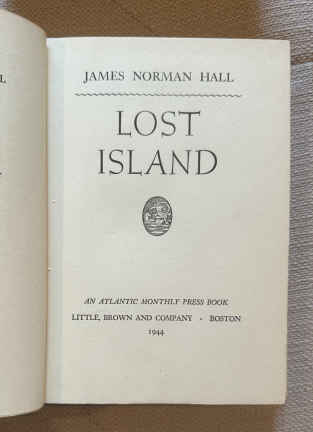 JAMES NORMAN HALL
LOST
ISLAND
AN ATLANTIC MONTHLY PRESS BOOK
LITTLE, BROWN AND COMPANY · BOSTON
1944